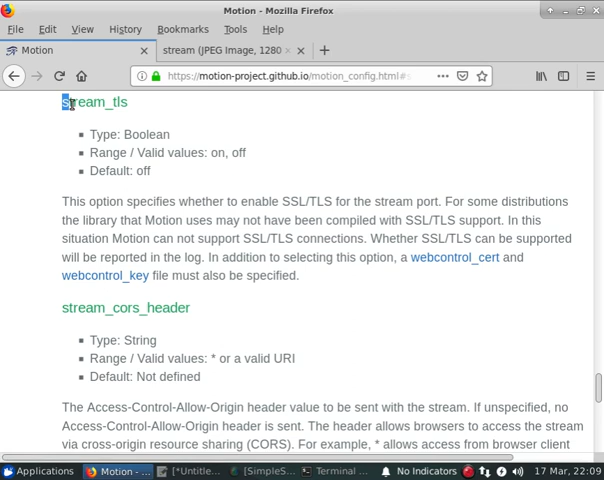 Motion - Mozilla Firefox
File Edit View History Bookmarks Tools Help
Motion
stream (JPEG Image, 1280 ×
https://motion-project.github.io/motion_config.html#s
stream_tls
Type: Boolean
Range / Valid values: on, off
Default: off
This option specifies whether to enable SSL/TLS for the stream port. For some distributions
the library that Motion uses may not have been compiled with SSL/TLS support. In this
situation Motion can not support SSL/TLS connections. Whether SSL/TLS can be supported
will be reported in the log. In addition to selecting this option, a webcontrol_cert and
webcontrol_key file must also be specified.
stream_cors_header
Type: String
Range / Valid values: * or a valid URI
Default: Not defined
The Access-Control-Allow-Origin header value to be sent with the stream. If unspecified, no
Access-Control-Allow-Origin header is sent. The header allows browsers to access the stream
via cross-origin resource sharing (CORS). For example, * allows access from browser client
Applications Motion - ... [*Untitle... [SimpleS... Terminal ... No Indicators 17 Mar, 22:09